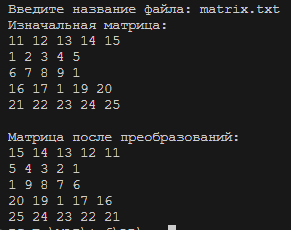 Введите название файла: matrix.txt
Изначальная матрица:
11 12 13 14 15
1 2 3 4 5
6 7 8 9 1
16 17 1 19 20
21 22 23 24 25
Матрица после преобразований:
15 14 13 12 11
5 4 3 2 1
1 9 8 7 6
20 19 1 17 16
25 24 23 22 21